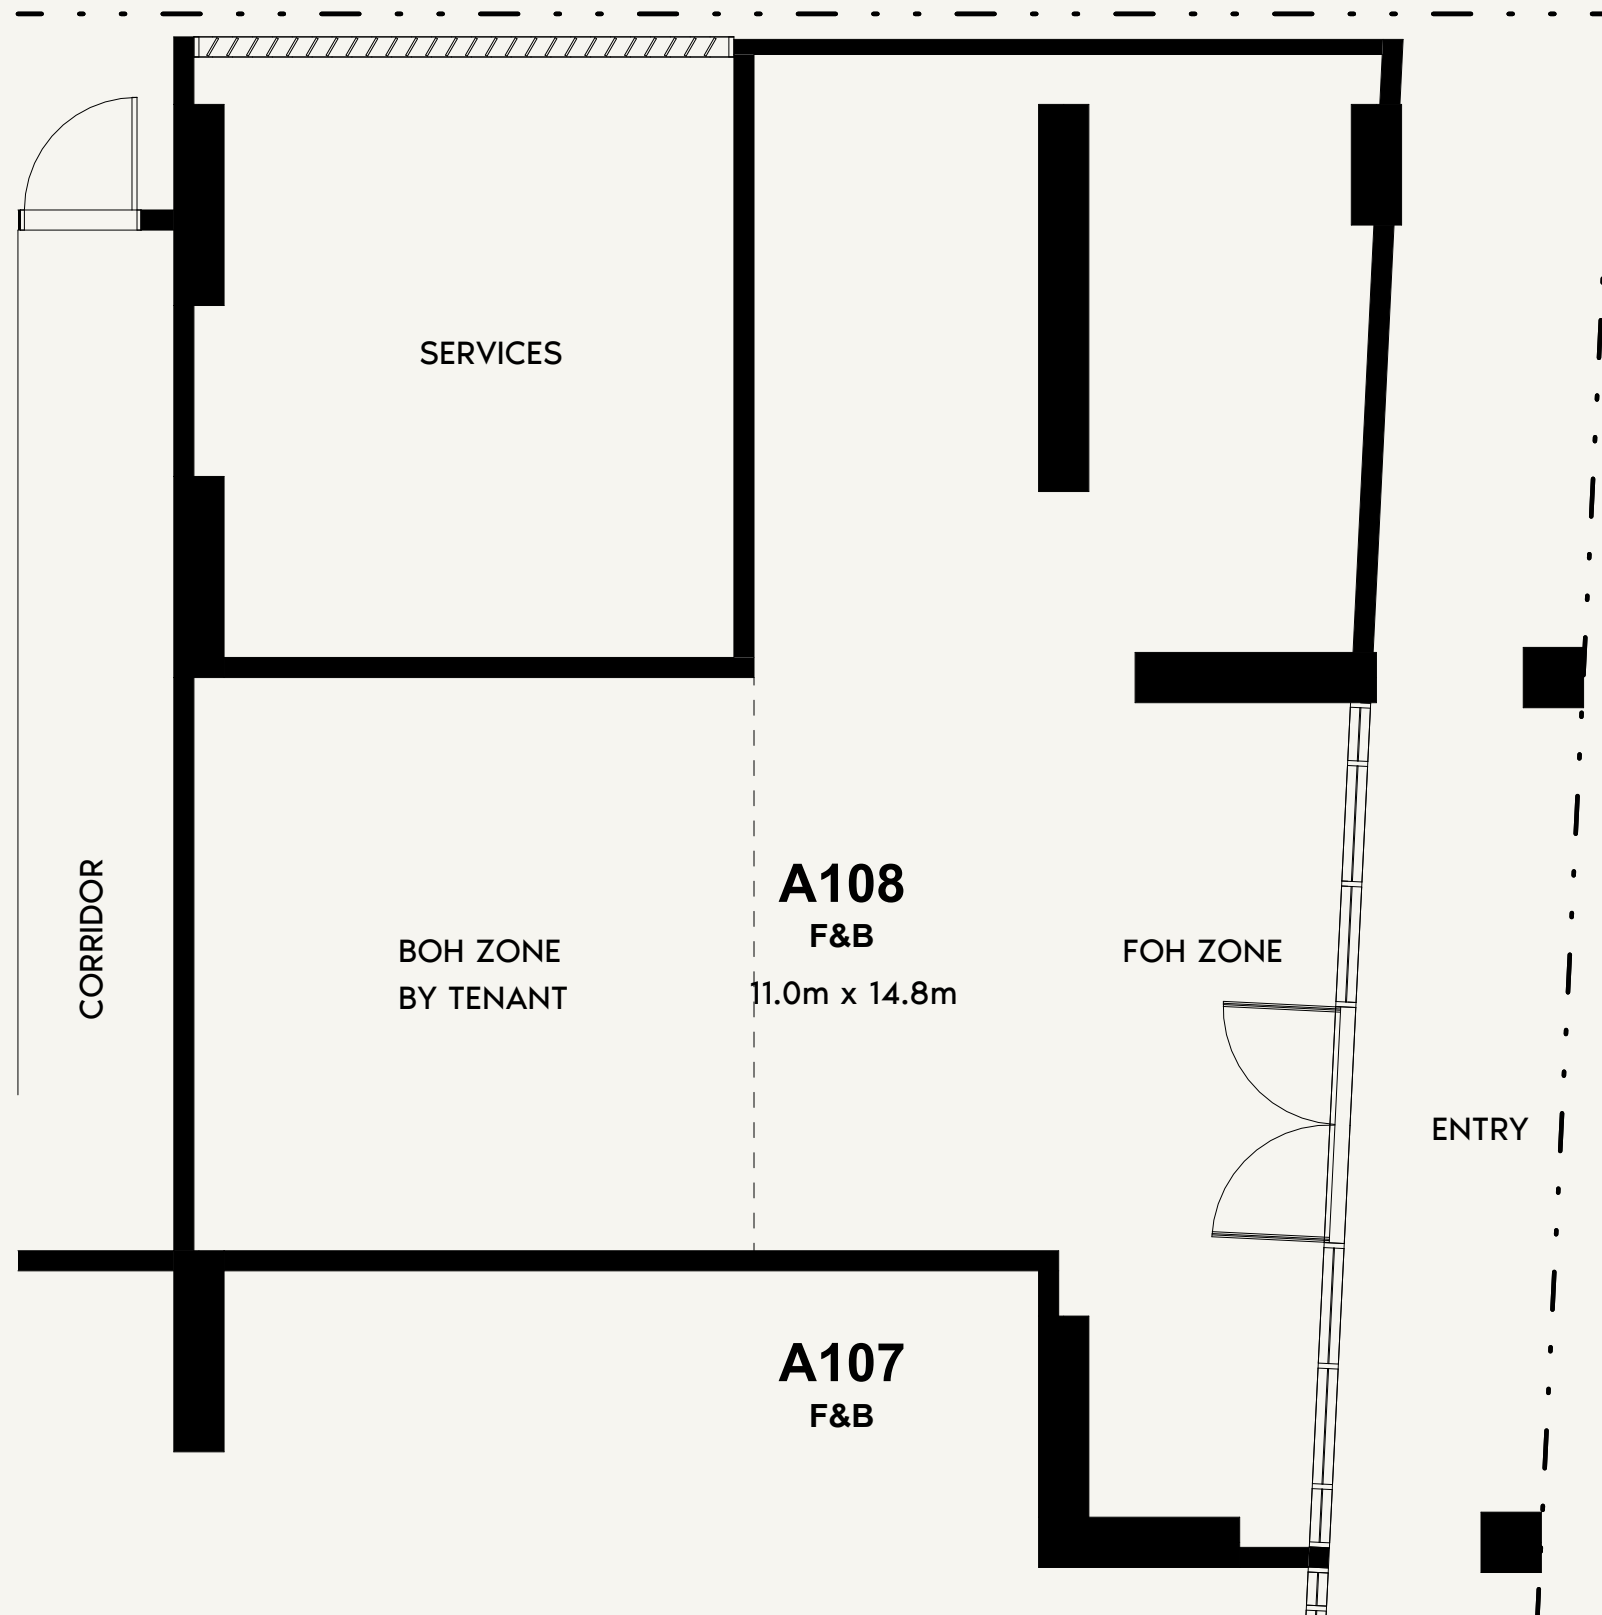 SERVICES
CORRIDOR
BOH ZONE
BY TENANT
A108
F&B
11.0m x 14.8m
FOH ZONE
ENTRY
A107
F&B